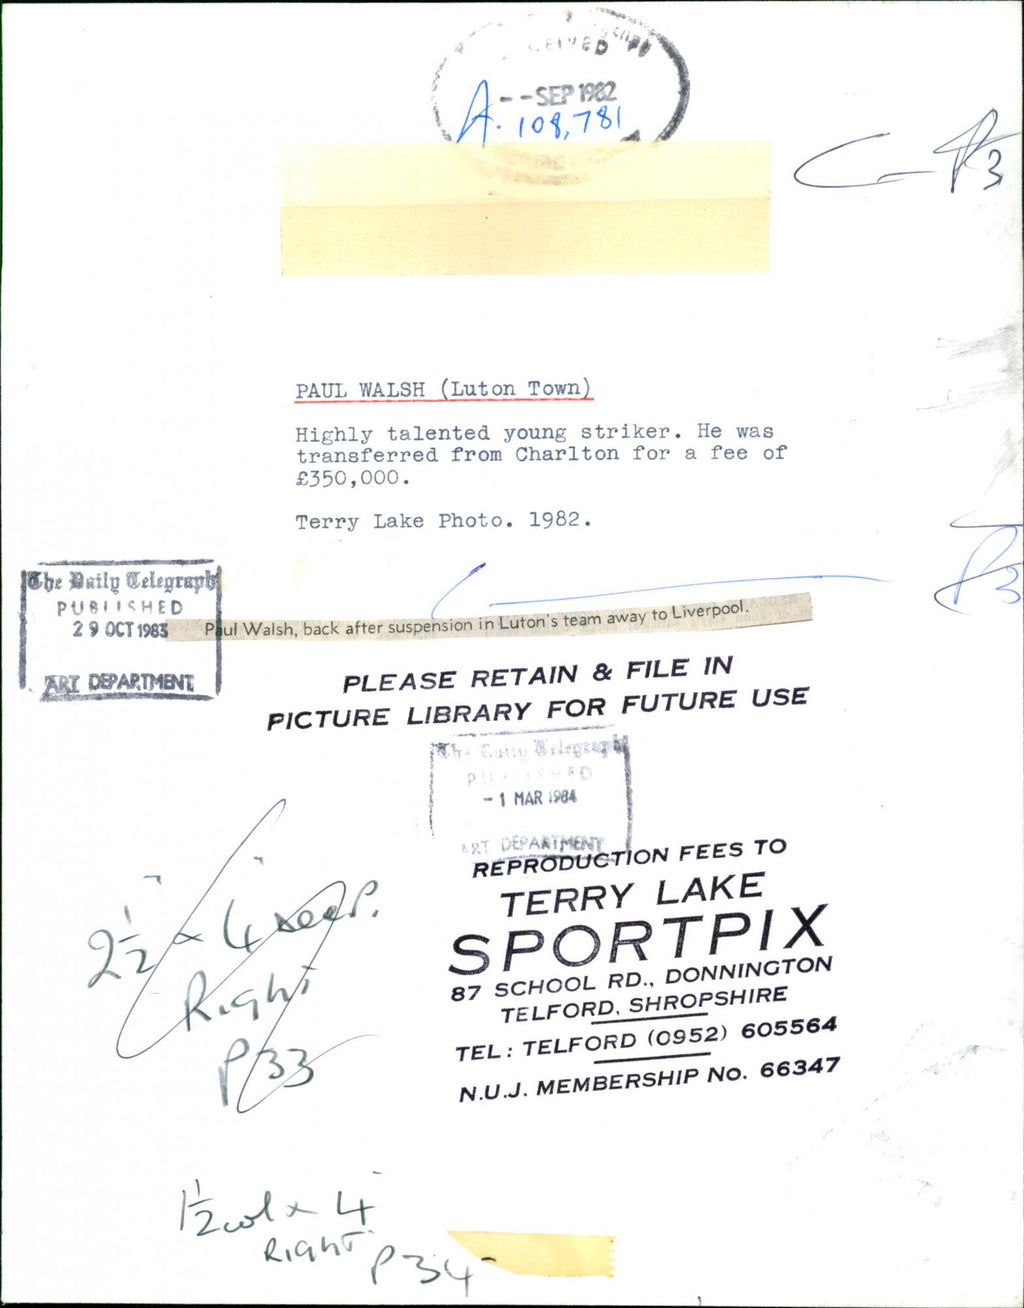 RECEIVED
--SEP 1982
A. 108,781
P3
PAUL WALSH (Luton Town)
Highly talented young striker. He was
transferred from Charlton for a fee of
£350,000.
Terry Lake Photo. 1982.
P3
The Daily Telegraph
PUBLISHED
29 OCT 1983
ART DEPARTMENT
Paul Walsh, back after suspension in Luton's team away to Liverpool.
PLEASE RETAIN & FILE IN
PICTURE LIBRARY FOR FUTURE USE
The Daily Telegraph
PUBLISHED
-1 MAR 1984
ART DEPARTMENT
REPRODUCTION FEES TO
TERRY LAKE
SPORTPIX
87 SCHOOL RD., DONNINGTON
TELFORD, SHROPSHIRE
TEL: TELFORD (0952) 605564
N.U.J. MEMBERSHIP No. 66347
2½" x 4"
Right
P33
1½ col x 4
Right
P34